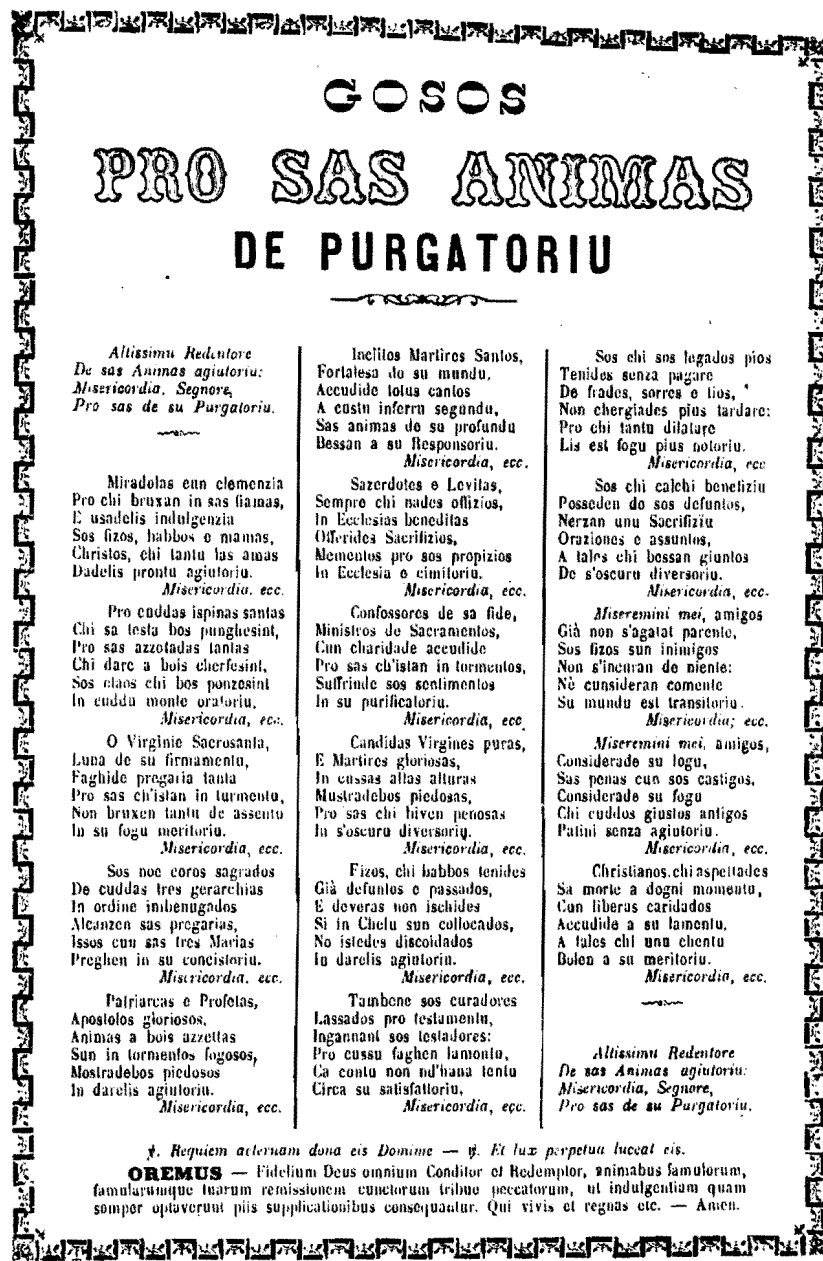 GOSOS
PRO SAS ANIMAS
DE PURGATORIU
Altissimu Redentore
De sas Animas agiutoriu:
Misericordia, Segnore,
Pro sas de su Purgatoriu.
Miradolas cun clemenzia
Pro chi bruxan in sas fiamas,
E usadelis indulgenzia
Sos fizos, babbos e mamas,
Christos, chi tantu las amas
Dadelis prontu agiutoriu.
Misericordia, ecc.
Pro cuddas ispinas santas
Chi sa testa bos punghesint,
Pro sas azzotadas tantas
Chi dare a bois cherfesint,
Sos claos chi bos ponzesint
In cuddu monte oratoriu.
Misericordia, ecc.
O Virginie Sacrosanta,
Luna de su firmamentu,
Faghide pregaria tanta
Pro sas ch'istan in turmentu,
Non bruxen tantu de assentu
In su fogu meritoriu.
Misericordia, ecc.
Sos noe coros sagrados
De cuddas tres gerarchias
In ordine imbenugados
Alcanzen sas pregarias,
Issos cun sas tres Marias
Preghen in su concistoriu.
Misericordia, ecc.
Patriarcas e Profetas,
Apostolos gloriosos,
Animas a bois azzettas
Sun in tormentos fogosos,
Mostradebos piedosos
In darelis agiutoriu.
Misericordia, ecc.
Inclitos Martires Santos,
Fortalesa de su mundu,
Accudide totus cantos
A custu inferru segundu,
Sas animas de su profundu
Bessan a su Responsoriu.
Misericordia, ecc.
Sazerdotes e Levitas,
Sempre chi nades offizios,
In Ecclesias beneditas
Offerides Sacrifizios,
Mementos pro sos propizios
In Ecclesia e cimitoriu.
Misericordia, ecc.
Confessores de sa fide,
Ministros de Sacramentos,
Cun charidade accudide
Pro sas ch'istan in tormentos,
Suffrinde sos sentimentos
In su purificatoriu.
Misericordia, ecc
Candidas Virgines puras,
E Martires gloriosas,
In cussas altas alturas
Mustradebos piedosas,
Pro sas chi biven penosas
In s'oscuru diversoriu.
Misericordia, ecc.
Fizos, chi babbos tenides
Già defuntos e passados,
E deveras non ischides
Si in Chelu sun collocados,
No istedes discoidados
In darelis agiutoriu.
Misericordia, ecc.
Tambene sos curadores
Lassados pro testamentu,
Ingannant sos testadores:
Pro cussu faghen lamentu,
Ca contu non nd'hana tentu
Circa su satisfattoriu.
Misericordia, ecc.
Sos chi sos legados pios
Tenides senza pagare
De frades, sorres e tios,
Non chergiades pius tardare:
Pro chi tantu dilatare
Lis est fogu pius notoriu.
Misericordia, ecc
Sos chi calchi benefiziu
Posseden de sos defuntos,
Nerzan unu Sacrifiziu
Oraziones e assuntos,
A tales chi bessan giuntos
De s'oscuru diversoriu.
Misericordia, ecc.
Miseremini mei, amigos
Già non s'agatat parente,
Sos fizos sun inimigos
Non s'incuran de niente:
Nè cunsideran comente
Su mundu est transitoriu.
Misericordia; ecc.
Miseremini mei, amigos,
Considerade su logu,
Sas penas cun sos castigos,
Considerade su fogu
Chi cuddos giustos antigos
Patini senza agiutoriu.
Misericordia, ecc.
Christianos, chi aspettades
Sa morte a dogni momentu,
Cun liberas caridades
Accudide a su lamentu,
A tales chi unu chentu
Bolen a su meritoriu.
Misericordia, ecc.
Altissimu Redentore
De sas Animas agiutoriu:
Misericordia, Segnore,
Pro sas de su Purgatoriu.
℣. Requiem aeternam dona eis Domine — ℟. Et lux perpetua luceat eis.
OREMUS — Fidelium Deus omnium Conditor et Redemptor, animabus famulorum,
famularumque tuarum remissionem cunctorum tribue peccatorum, ut indulgentiam quam
semper optaverunt piis supplicationibus consequantur. Qui vivis et regnas etc. — Amen.